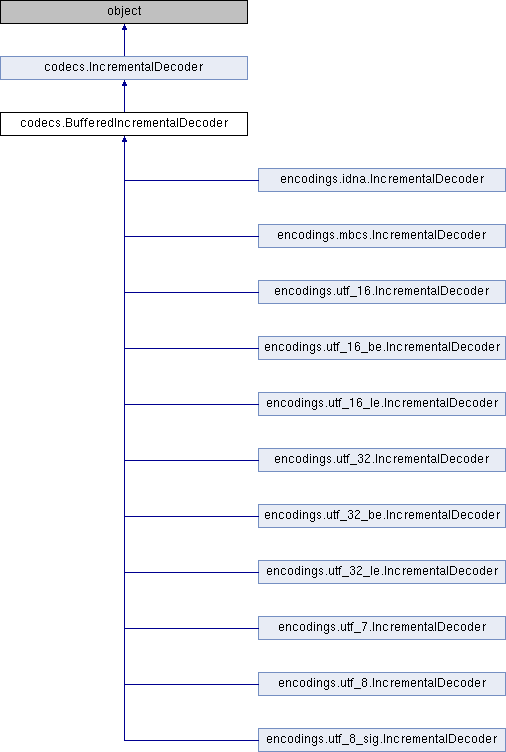 object
codecs.IncrementalDecoder
codecs.BufferedIncrementalDecoder
encodings.idna.IncrementalDecoder
encodings.mbcs.IncrementalDecoder
encodings.utf_16.IncrementalDecoder
encodings.utf_16_be.IncrementalDecoder
encodings.utf_16_le.IncrementalDecoder
encodings.utf_32.IncrementalDecoder
encodings.utf_32_be.IncrementalDecoder
encodings.utf_32_le.IncrementalDecoder
encodings.utf_7.IncrementalDecoder
encodings.utf_8.IncrementalDecoder
encodings.utf_8_sig.IncrementalDecoder